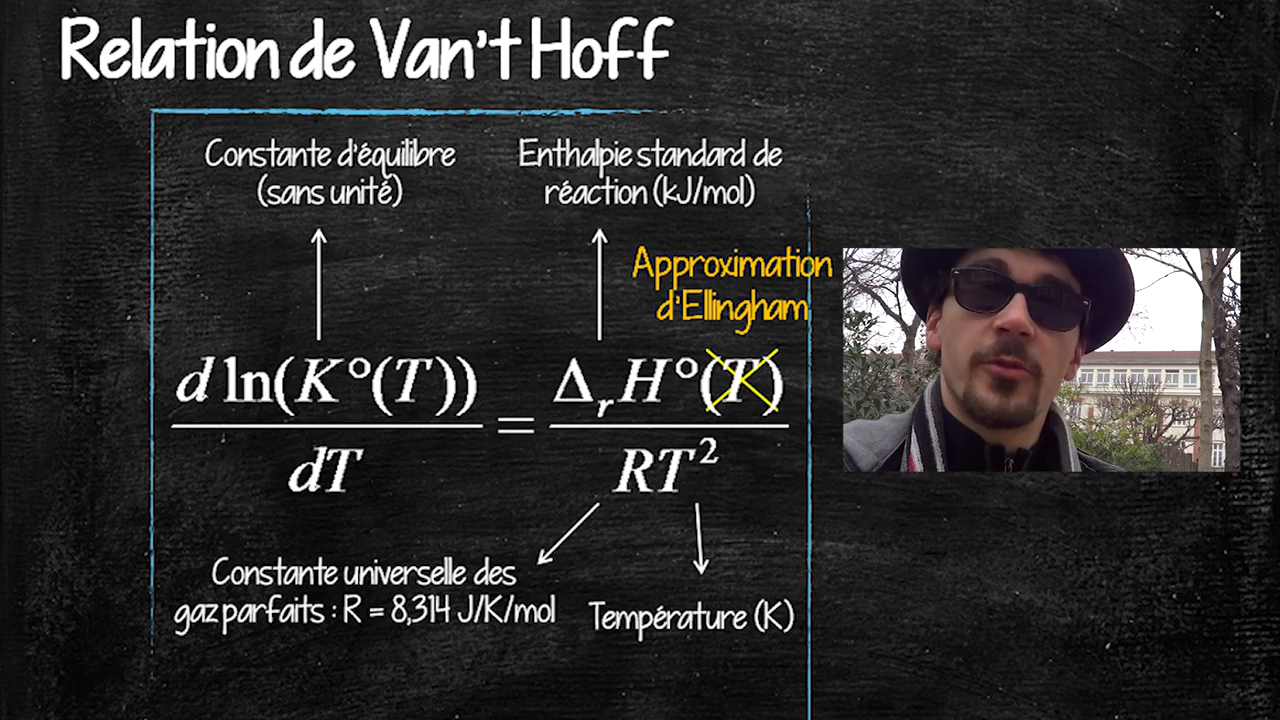 Relation de Van't Hoff
Constante d'équilibre
(sans unité)
Enthalpie standard de
réaction (kJ/mol)
Approximation
d'Ellingham
d ln(K°(T))
dT
=
Δ_r H°(T)
RT²
Constante universelle des
gaz parfaits : R = 8,314 J/K/mol
Température (K)